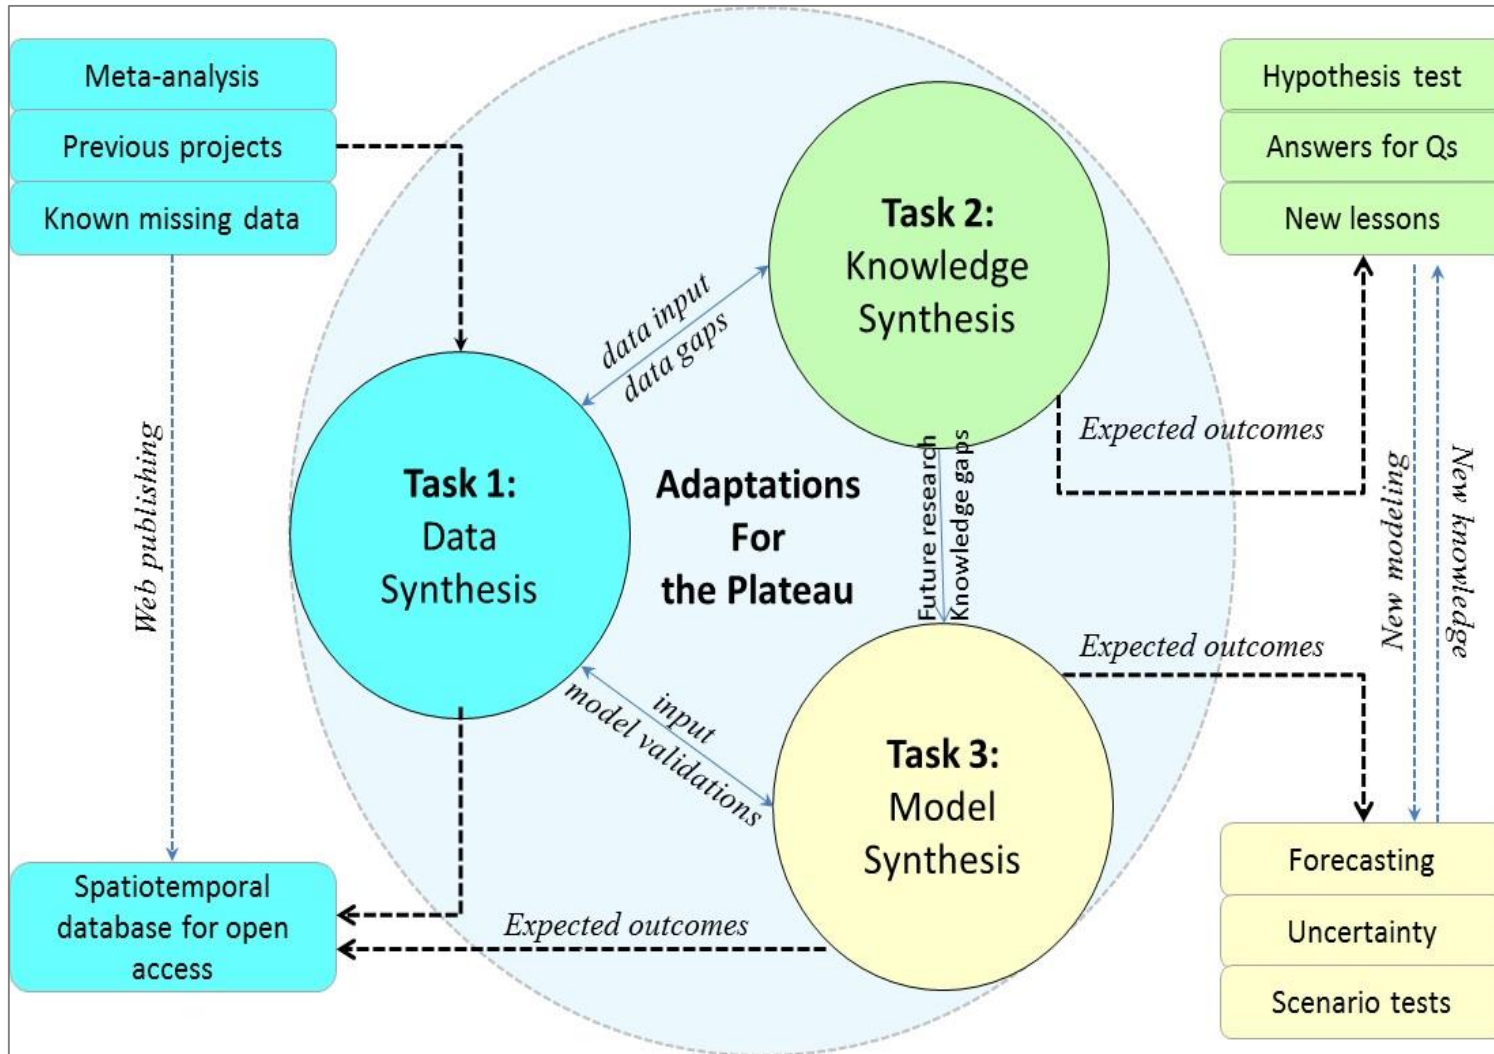 Meta-analysis
Previous projects
Known missing data
Hypothesis test
Answers for Qs
New lessons
Task 2:
Knowledge
Synthesis
data input
data gaps
Expected outcomes
Task 1:
Data
Synthesis
Adaptations
For
the Plateau
Future research
Knowledge gaps
Web publishing
New modeling
New knowledge
Expected outcomes
input
model validations
Task 3:
Model
Synthesis
Spatiotemporal
database for open
access
Expected outcomes
Forecasting
Uncertainty
Scenario tests